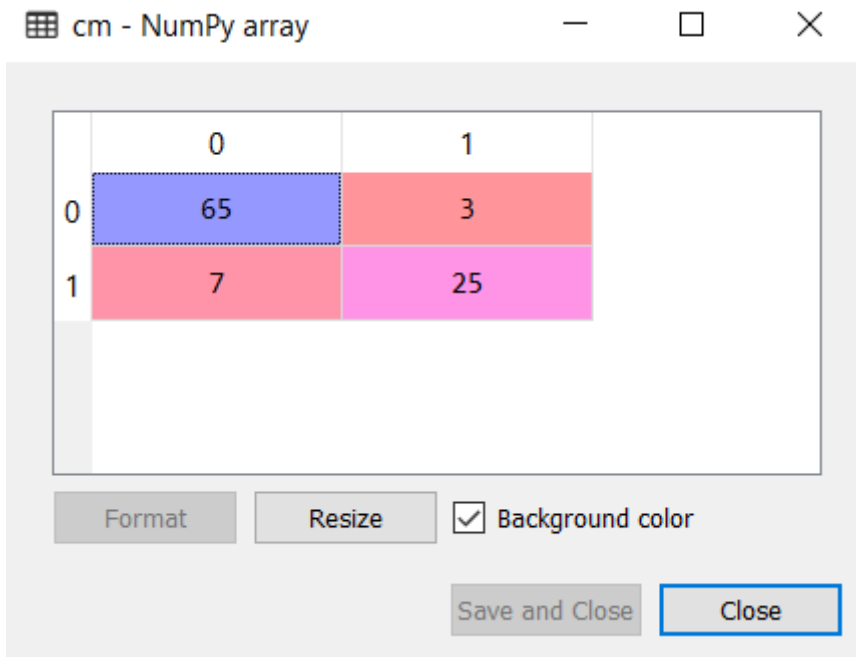 cm - NumPy array
0 1
0 65 3
1 7 25
Format Resize Background color
Save and Close Close